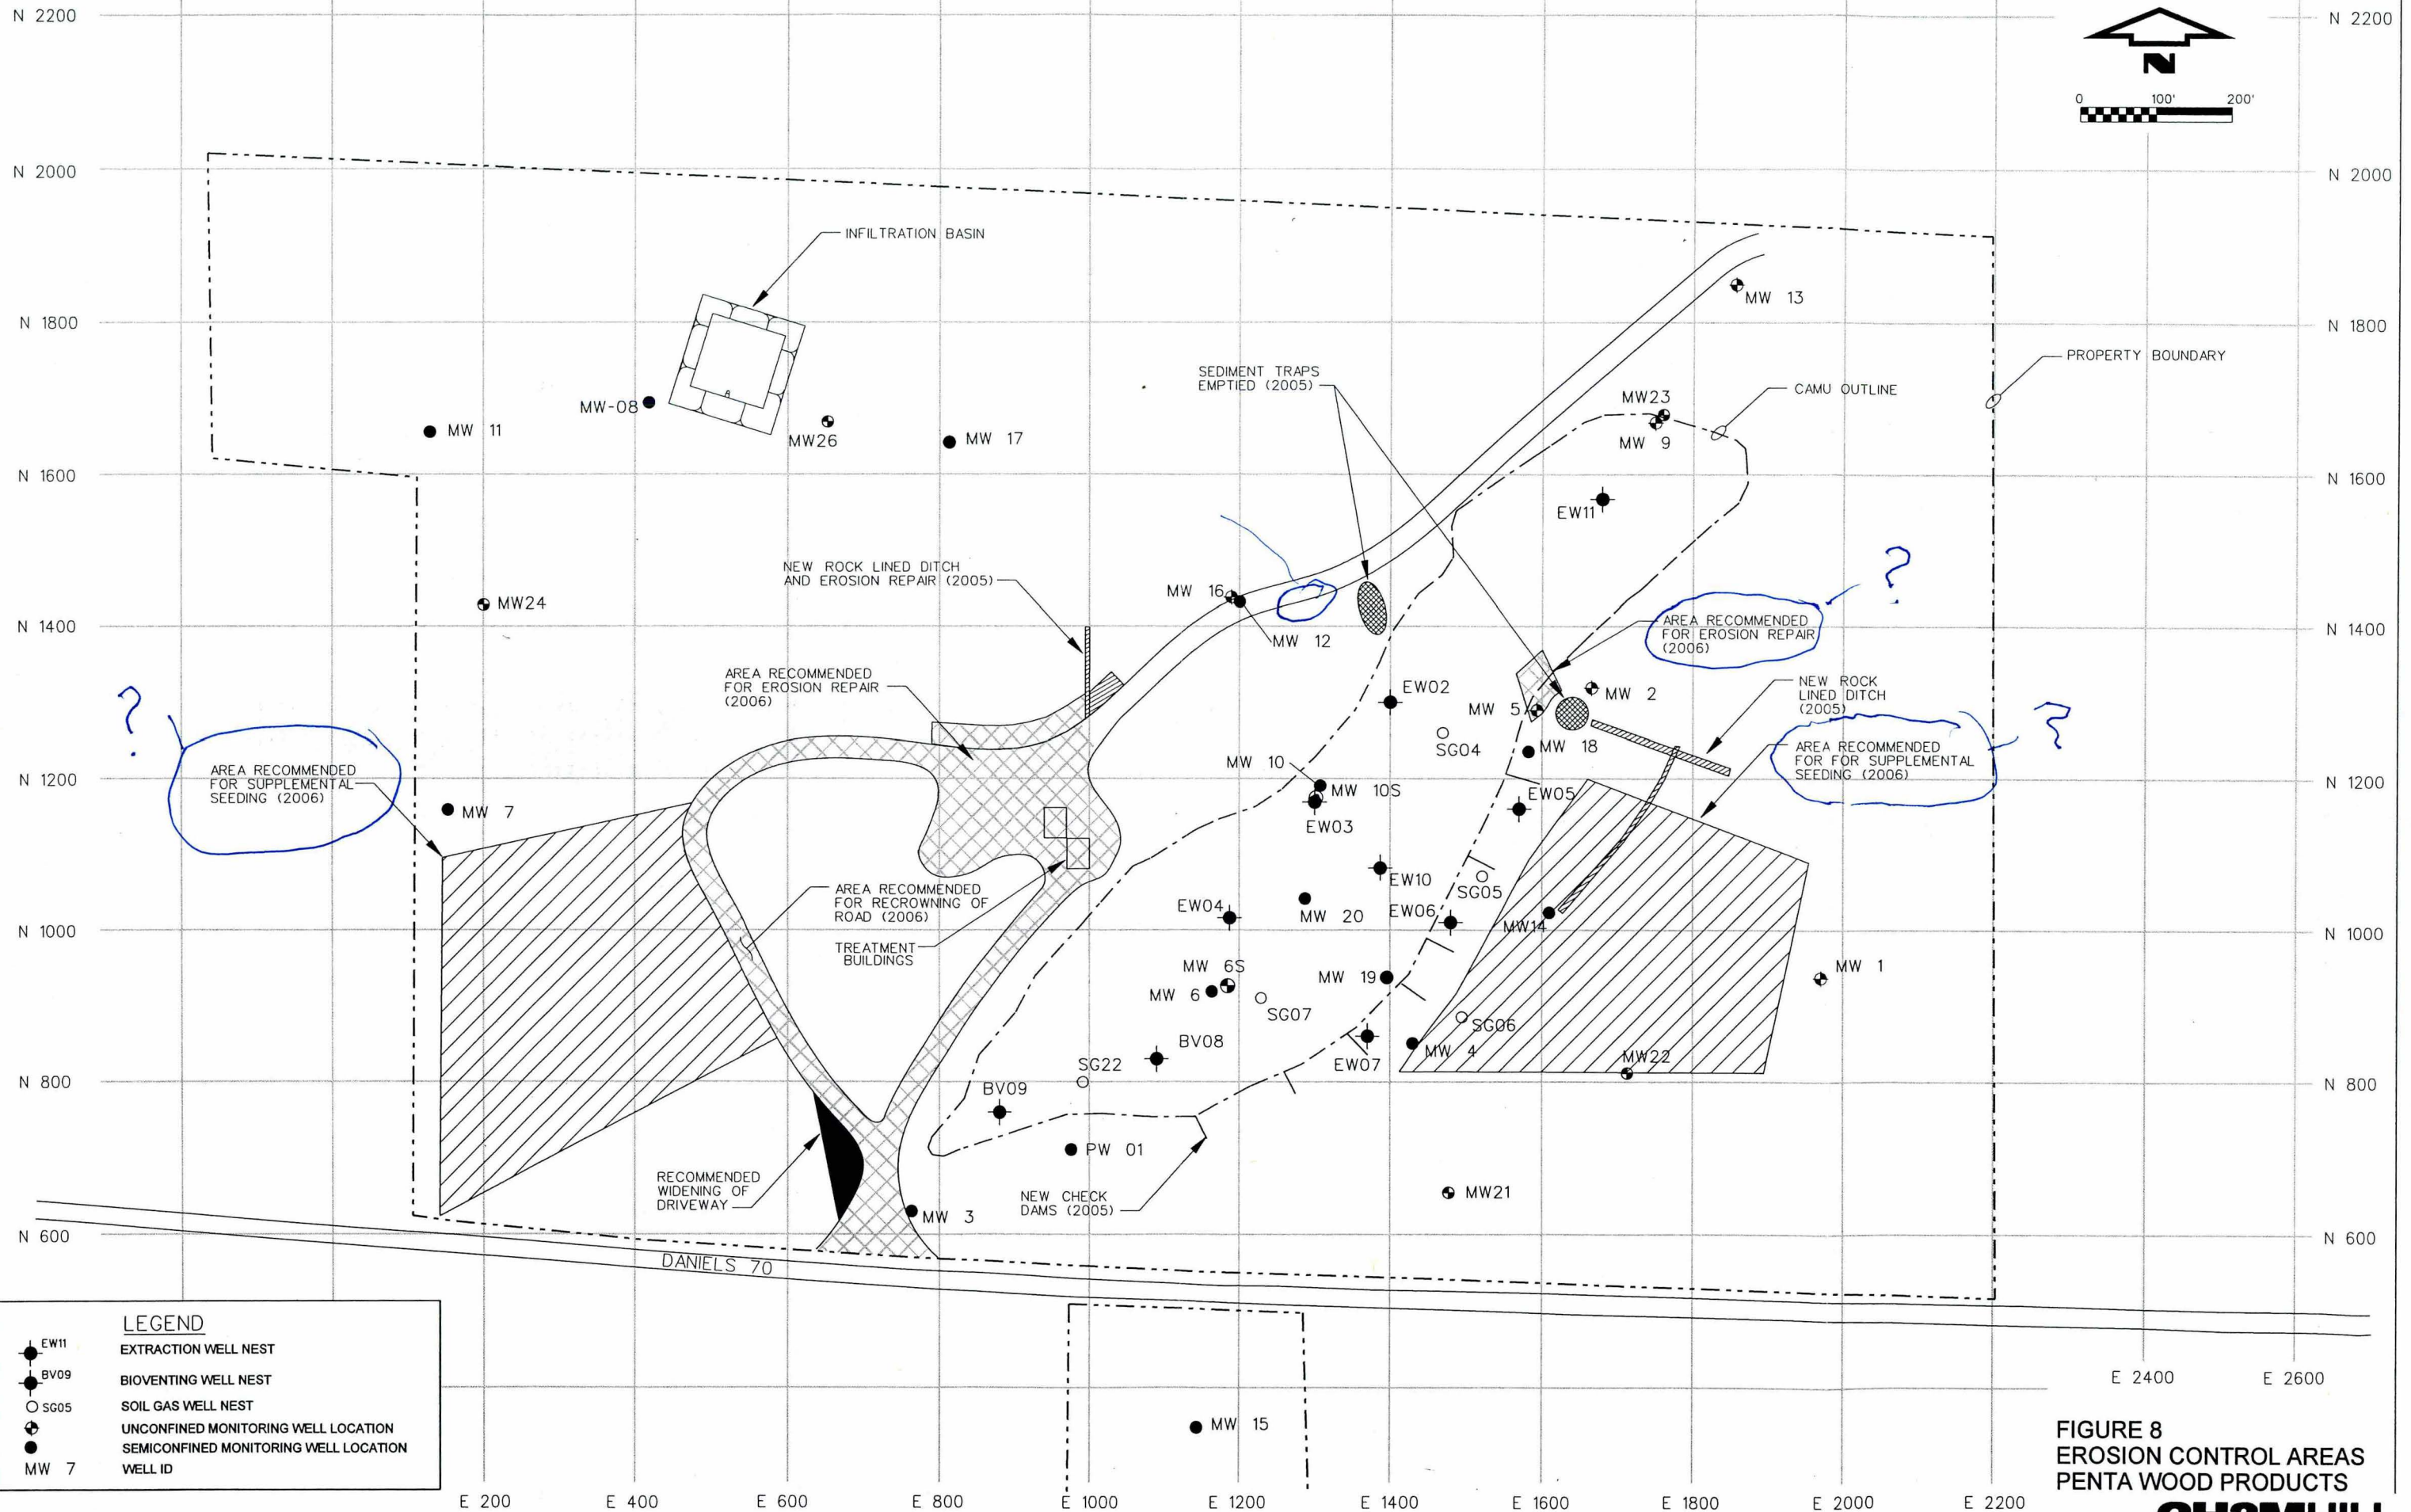 N 2200
N 2200
N
0 100' 200'
N 2000
N 2000
INFILTRATION BASIN
MW 13
N 1800
N 1800
PROPERTY BOUNDARY
SEDIMENT TRAPS
EMPTIED (2005)
CAMU OUTLINE
MW-08
MW23
MW 11
MW26
MW 17
MW 9
N 1600
N 1600
EW11
?
NEW ROCK LINED DITCH
AND EROSION REPAIR (2005)
MW 16
MW24
N 1400
N 1400
MW 12
AREA RECOMMENDED
FOR EROSION REPAIR
(2006)
AREA RECOMMENDED
FOR EROSION REPAIR
(2006)
?
EW02
MW 2
NEW ROCK
LINED DITCH
(2005)
MW 5
?
SG04
MW 18
AREA RECOMMENDED
FOR FOR SUPPLEMENTAL
SEEDING (2006)
N 1200
N 1200
AREA RECOMMENDED
FOR SUPPLEMENTAL
SEEDING (2006)
MW 10
MW 10S
EW05
MW 7
EW03
AREA RECOMMENDED
FOR RECROWNING OF
ROAD (2006)
EW10
SG05
EW04
MW 20
EW06
MW14
N 1000
N 1000
TREATMENT
BUILDINGS
MW 6S
MW 6
MW 19
MW 1
SG07
SG06
BV08
EW07
MW 4
MW22
SG22
N 800
N 800
BV09
PW 01
RECOMMENDED
WIDENING OF
DRIVEWAY
NEW CHECK
DAMS (2005)
MW21
MW 3
N 600
N 600
DANIELS 70
LEGEND
EW11 EXTRACTION WELL NEST
BV09 BIOVENTING WELL NEST
SG05 SOIL GAS WELL NEST
UNCONFINED MONITORING WELL LOCATION
SEMICONFINED MONITORING WELL LOCATION
MW 7 WELL ID
MW 15
E 2400 E 2600
FIGURE 8
EROSION CONTROL AREAS
PENTA WOOD PRODUCTS
E 200 E 400 E 600 E 800 E 1000 E 1200 E 1400 E 1600 E 1800 E 2000 E 2200
CH2MHILL